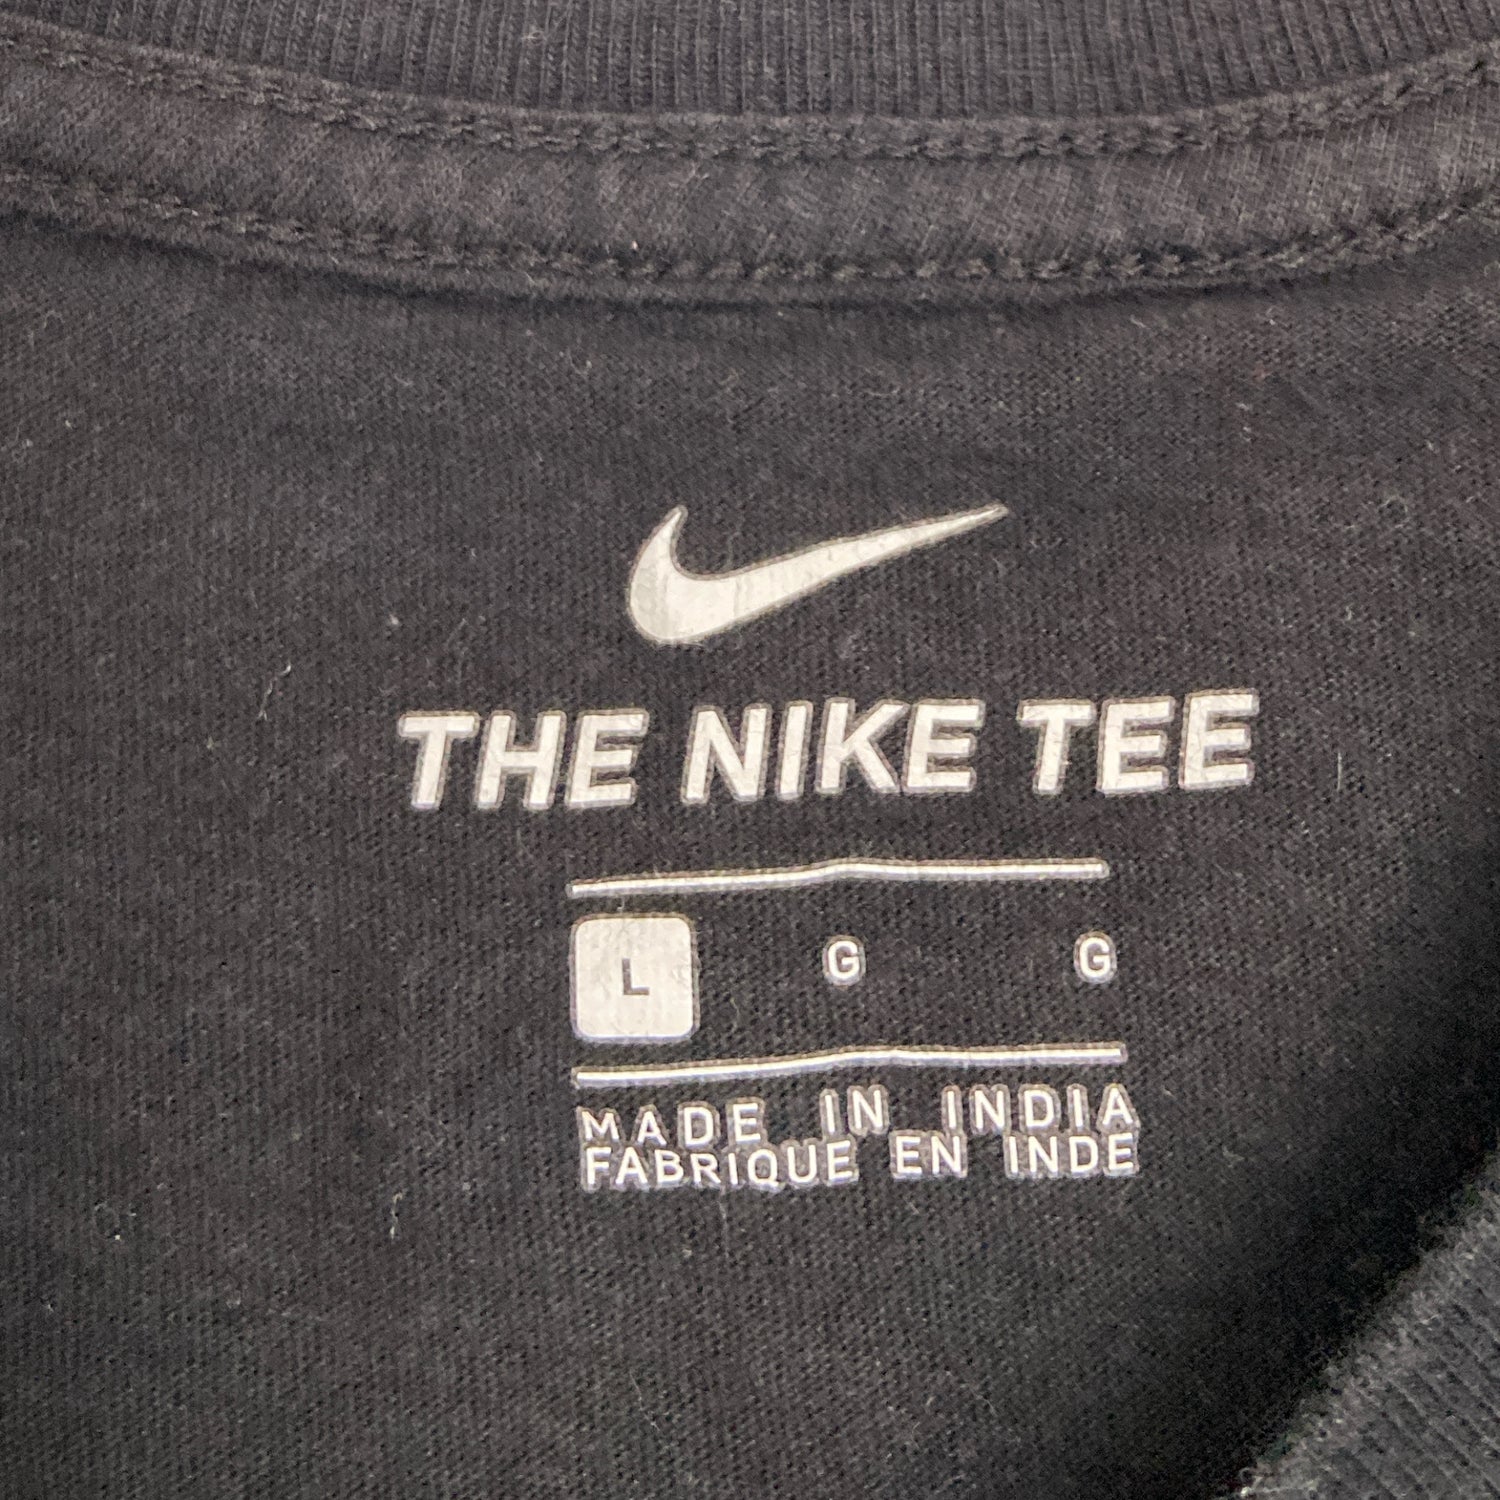 THE NIKE TEE
L G G
MADE IN INDIA
FABRIQUE EN INDE